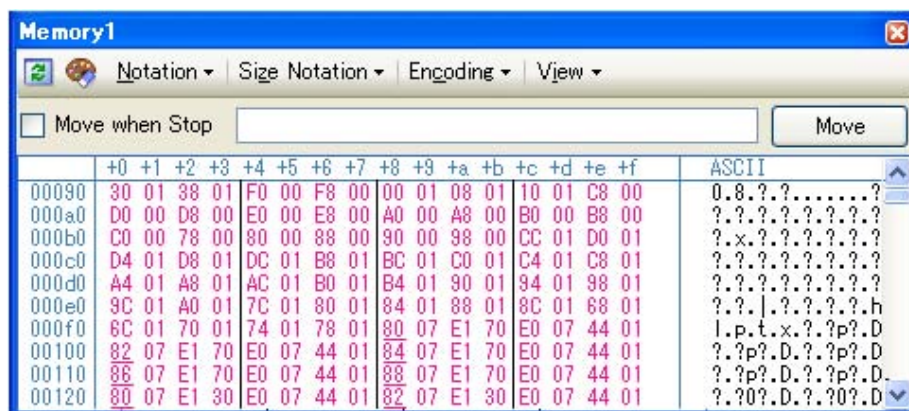 Memory1
Notation Size Notation Encoding View
Move when Stop Move
+0 +1 +2 +3 +4 +5 +6 +7 +8 +9 +a +b +c +d +e +f ASCII
00090 30 01 38 01 F0 00 F8 00 00 01 08 01 10 01 C8 00 0.8.?.?.......?
000a0 D0 00 D8 00 E0 00 E8 00 A0 00 A8 00 B0 00 B8 00 ?.?.?.?.?.?.?.?
000b0 C0 00 78 00 80 00 88 00 90 00 98 00 CC 01 D0 01 ?.x.?.?.?.?.?.?
000c0 D4 01 D8 01 DC 01 B8 01 BC 01 C0 01 C4 01 C8 01 ?.?.?.?.?.?.?.?
000d0 A4 01 A8 01 AC 01 B0 01 B4 01 90 01 94 01 98 01 ?.?.?.?.?.?.?.?
000e0 9C 01 A0 01 7C 01 80 01 84 01 88 01 8C 01 68 01 ?.?.|.?.?.?.?.h
000f0 6C 01 70 01 74 01 78 01 80 07 E1 70 E0 07 44 01 l.p.t.x.?.?p?.D
00100 82 07 E1 70 E0 07 44 01 84 07 E1 70 E0 07 44 01 ?.?p?.D.?.?p?.D
00110 86 07 E1 70 E0 07 44 01 88 07 E1 70 E0 07 44 01 ?.?p?.D.?.?p?.D.
00120 80 07 E1 30 E0 07 44 01 82 07 E1 30 E0 07 44 01 ?.?0?.D.?.?0?.D